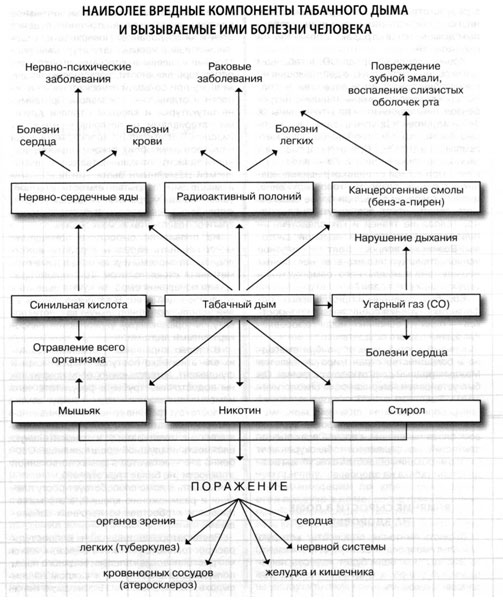 НАИБОЛЕЕ ВРЕДНЫЕ КОМПОНЕНТЫ ТАБАЧНОГО ДЫМА
И ВЫЗЫВАЕМЫЕ ИМИ БОЛЕЗНИ ЧЕЛОВЕКА
Нервно-психические
заболевания
Раковые
заболевания
Повреждение
зубной эмали,
воспаление слизистых
оболочек рта
Болезни
сердца
Болезни
крови
Болезни
легких
Нервно-сердечные яды
Радиоактивный полоний
Канцерогенные смолы
(бенз-а-пирен)
Нарушение дыхания
Синильная кислота
Табачный дым
Угарный газ (СО)
Отравление всего
организма
Болезни сердца
Мышьяк
Никотин
Стирол
ПОРАЖЕНИЕ
органов зрения
сердца
легких (туберкулез)
нервной системы
кровеносных сосудов
(атеросклероз)
желудка и кишечника